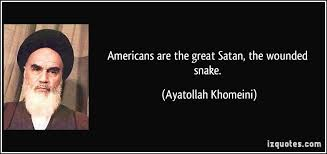 Americans are the great Satan, the wounded
snake.
(Ayatollah Khomeini)
izquotes.com